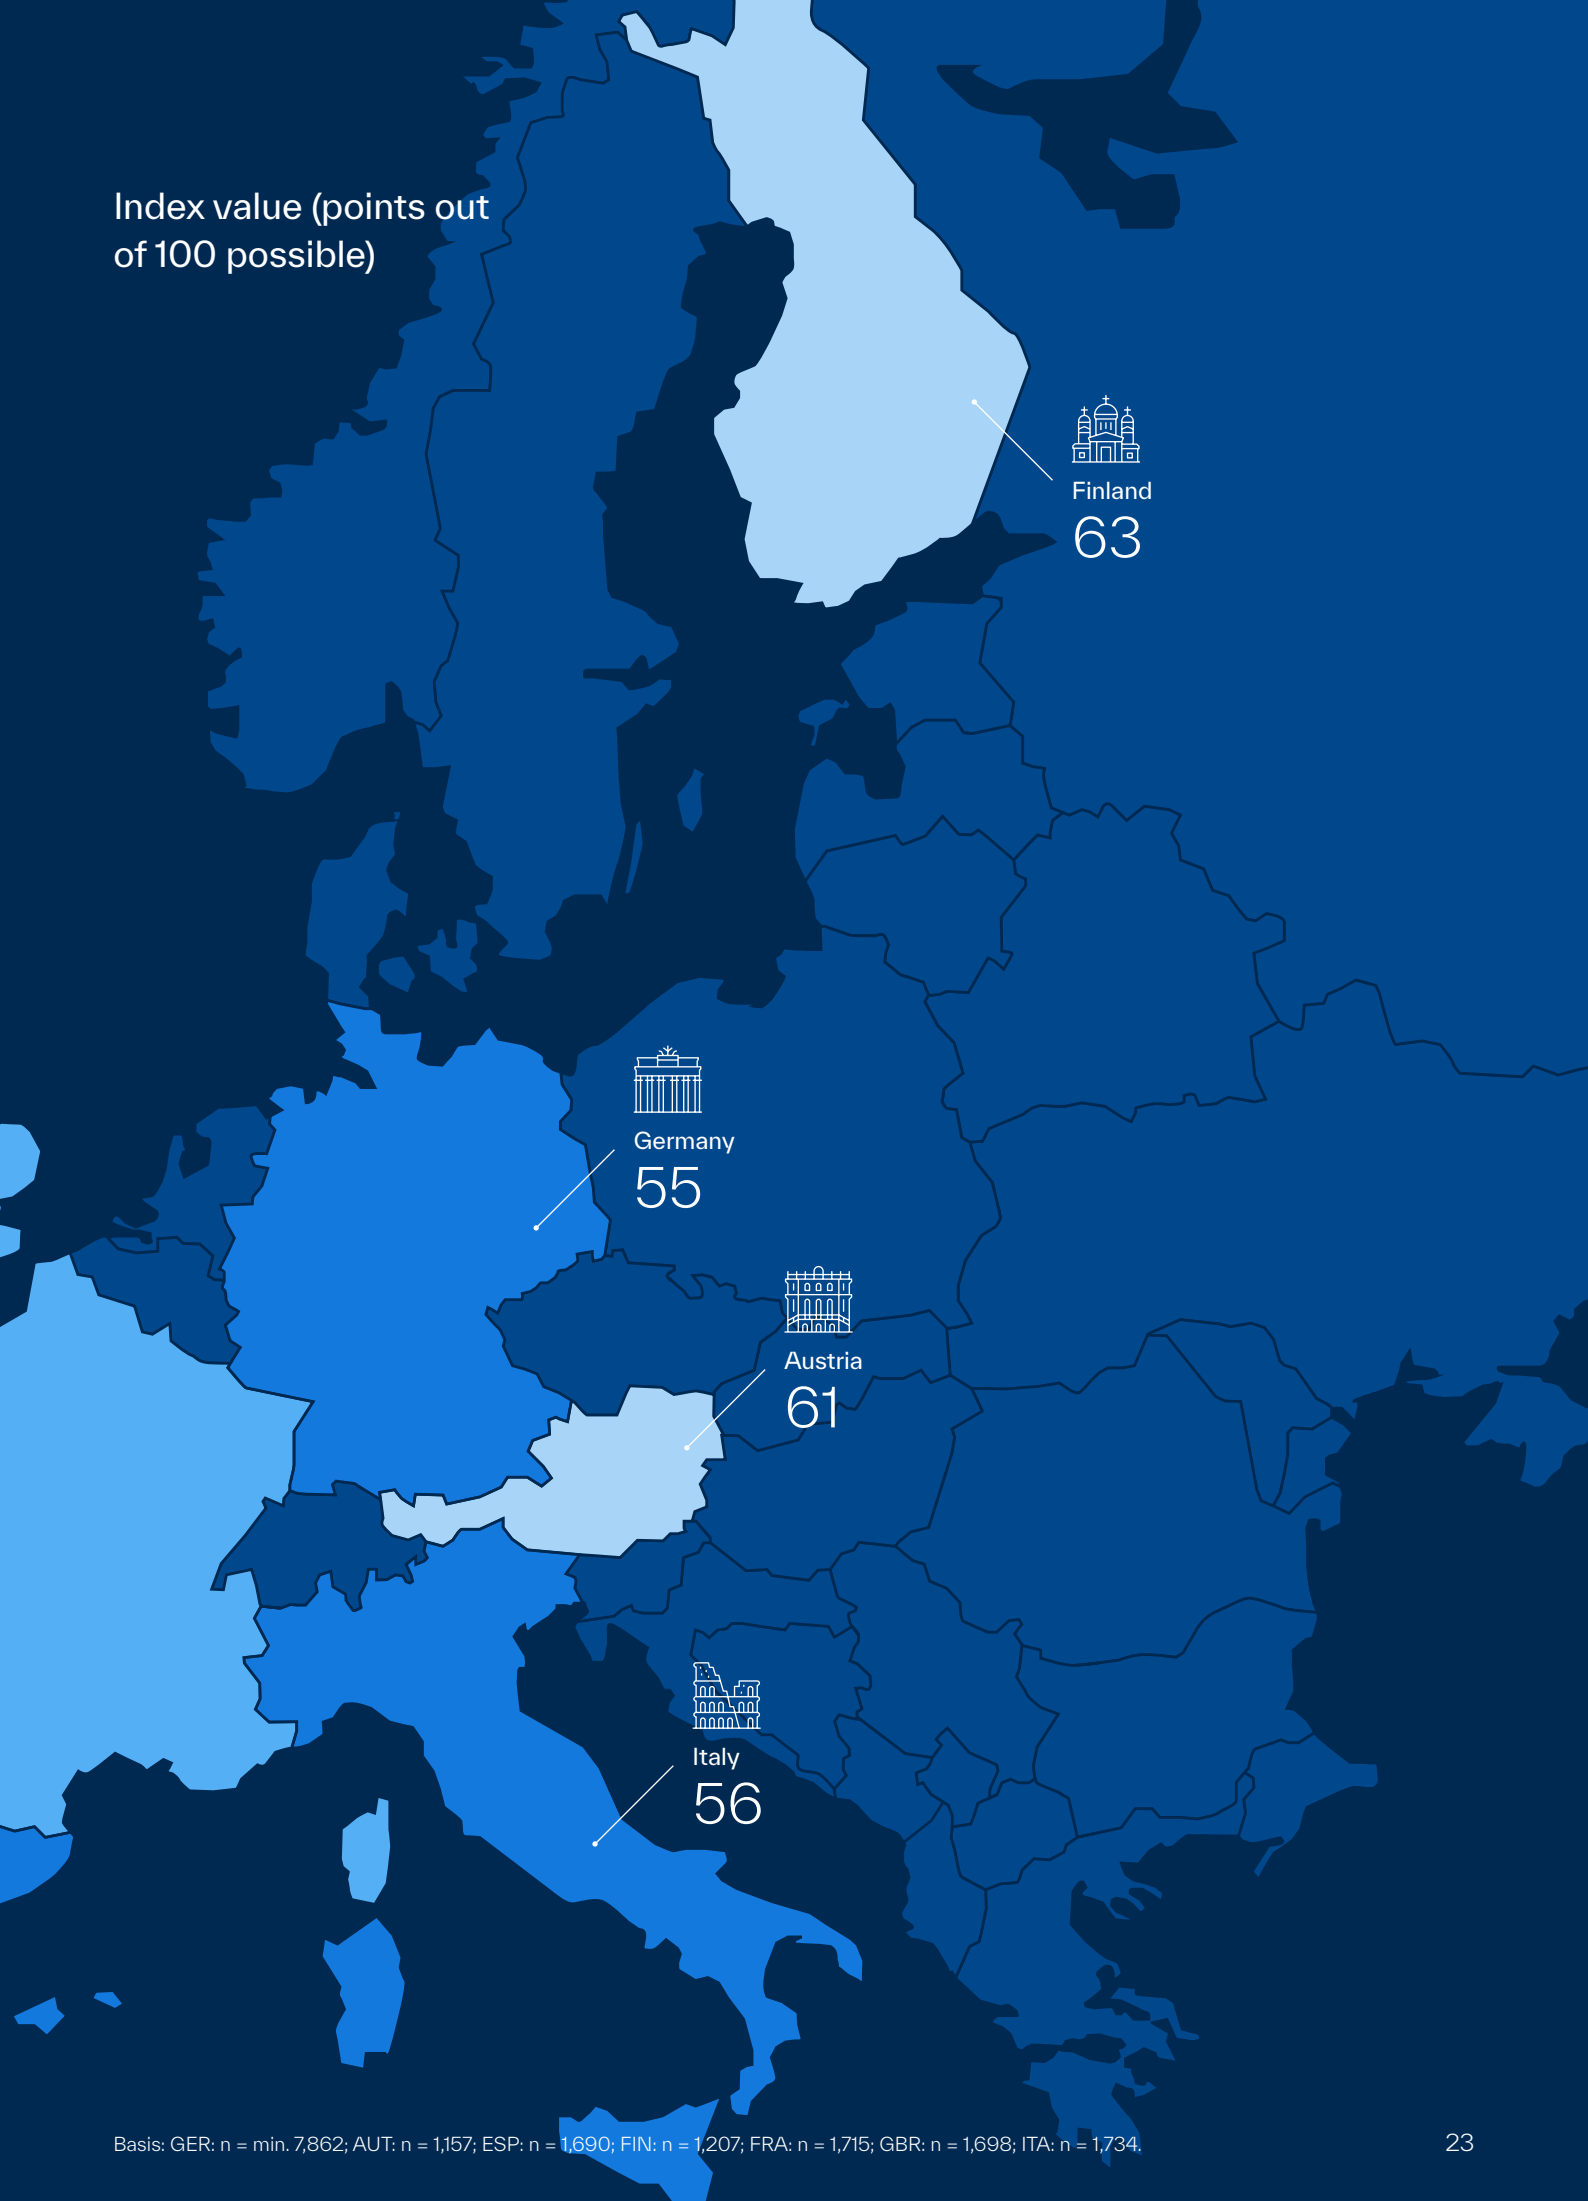 Index value (points out
of 100 possible)
Finland
63
Germany
55
Austria
61
Italy
56
Basis: GER: n = min. 7,862; AUT: n = 1,157; ESP: n = 1,690; FIN: n = 1,207; FRA: n = 1,715; GBR: n = 1,698; ITA: n = 1,734.
23